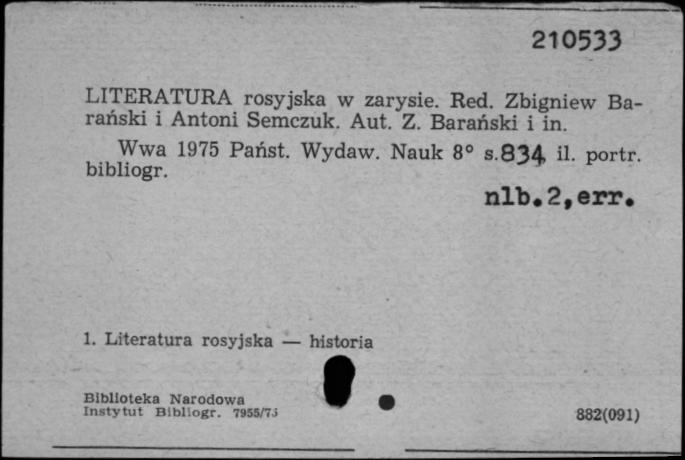 210533
LITERATURA rosyjska w zarysie. Red. Zbigniew Ba-
rański i Antoni Semczuk. Aut. Z. Barański i in.
Wwa 1975 Państ. Wydaw. Nauk 8° s.834, il. portr.
bibliogr.
nlb.2,err.
1. Literatura rosyjska — historia
Biblioteka Narodowa
Instytut Bibliogr. 7955/75
882(091)